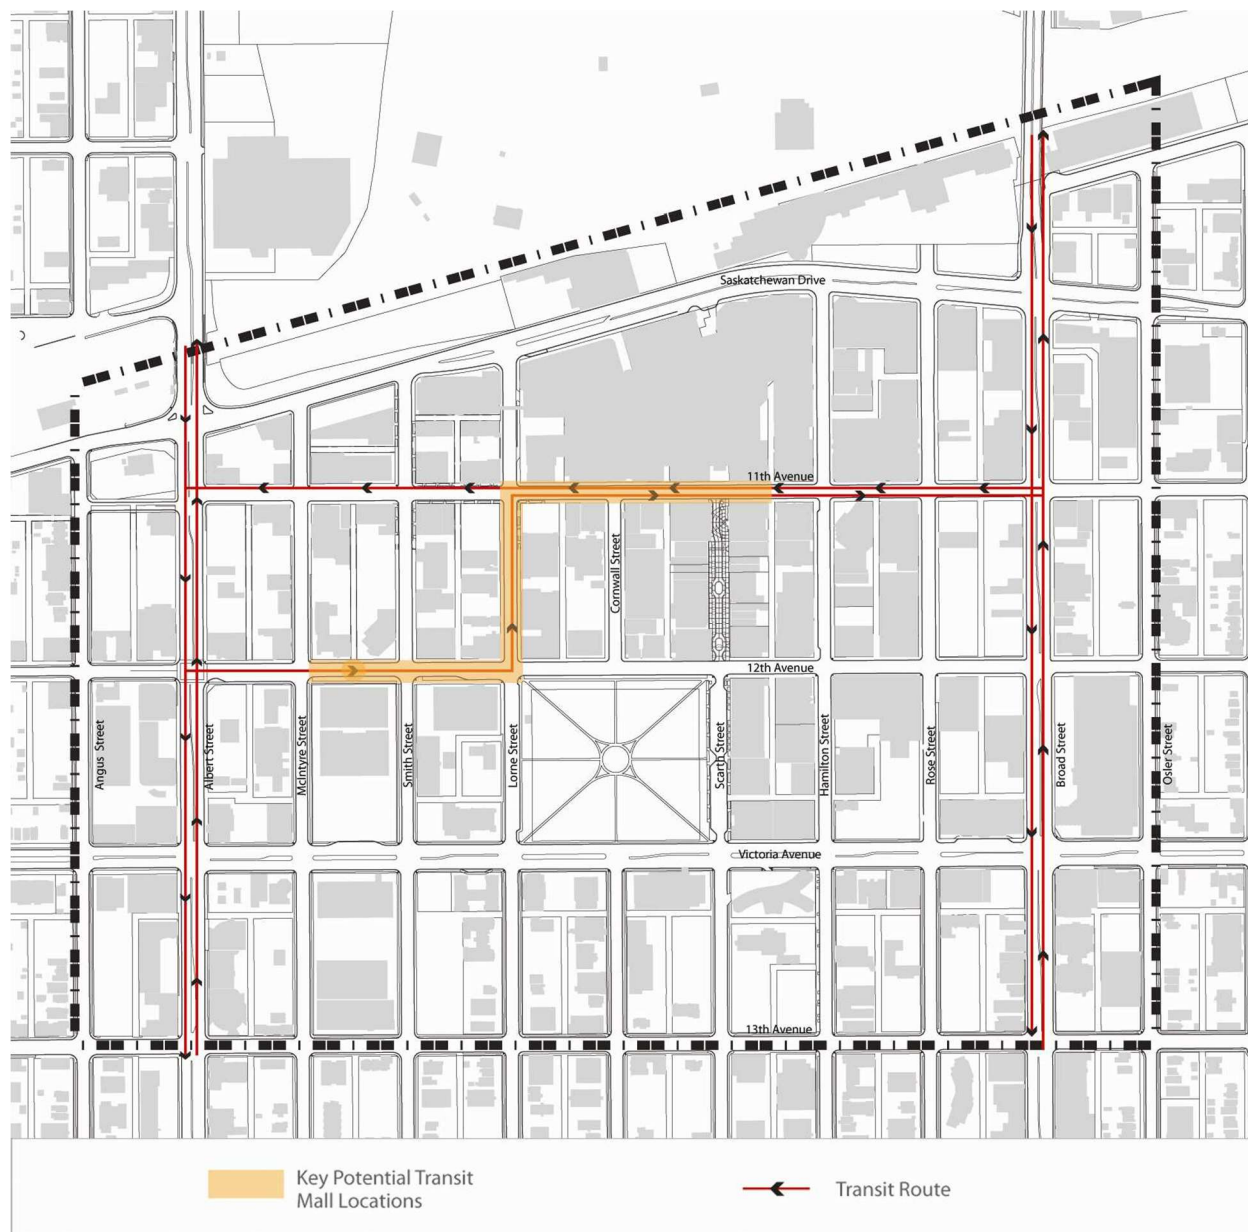 Saskatchewan Drive
11th Avenue
Cornwall Street
12th Avenue
Angus Street
Albert Street
McIntyre Street
Smith Street
Lorne Street
Scarth Street
Hamilton Street
Rose Street
Broad Street
Osler Street
Victoria Avenue
13th Avenue
Key Potential Transit
Mall Locations
Transit Route